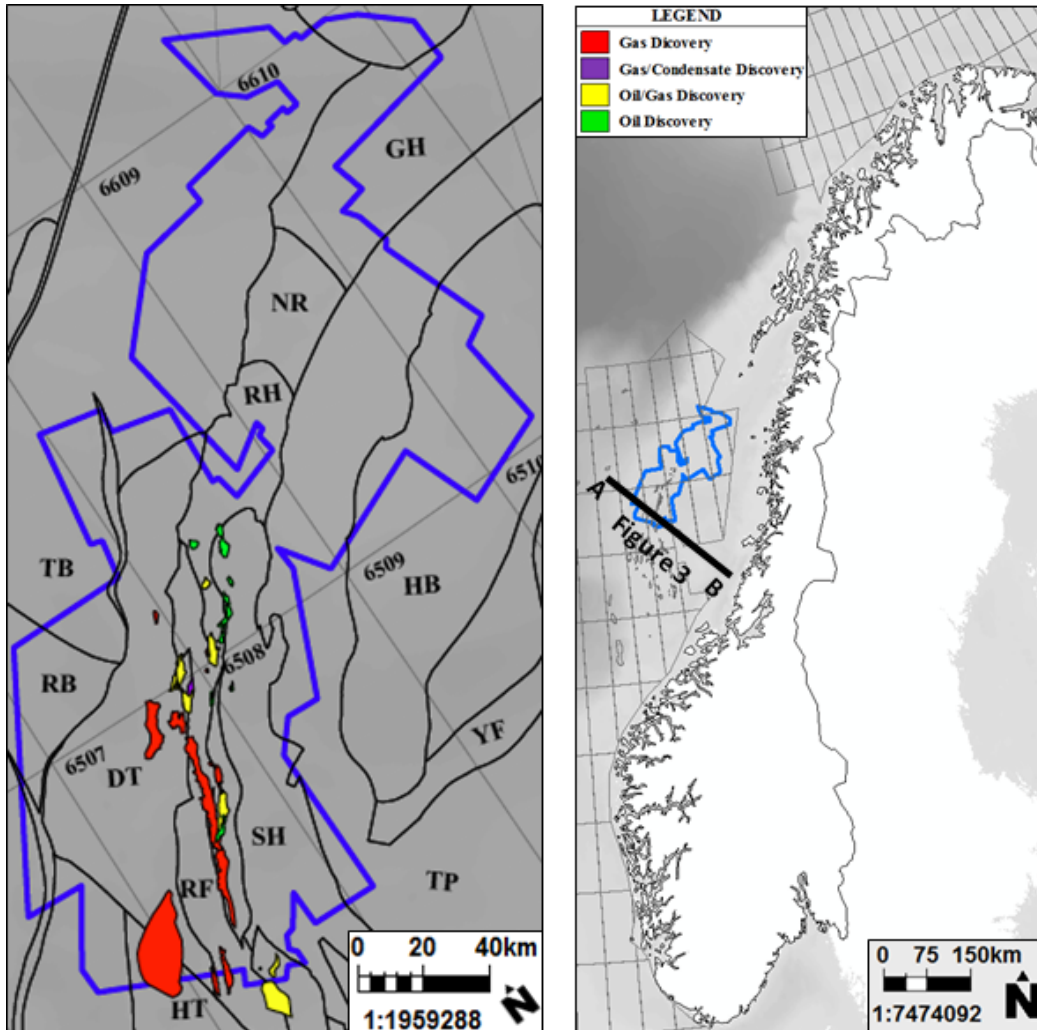 6610
GH
6609
NR
RH
6510
TB
6509
HB
6508
RB
YF
6507
DT
SH
RF
TP
HT
0 20 40km
1:1959288
N
LEGEND
Gas Dicovery
Gas/Condensate Discovery
Oil/Gas Discovery
Oil Discovery
A
Figure 3
B
0 75 150km
1:7474092
N